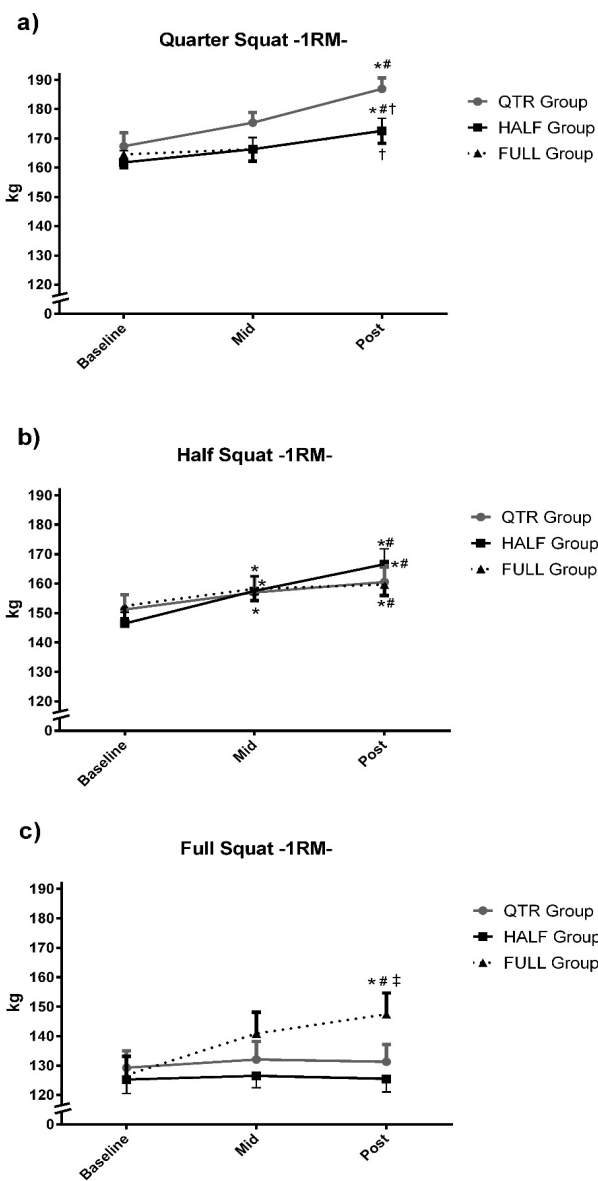 a)
Quarter Squat -1RM-
*#
190
QTR Group
180
*#†
HALF Group
170
FULL Group
160
†
150
140
130
120
0
kg
Baseline
Mid
Post
b)
Half Squat -1RM-
190
QTR Group
180
HALF Group
170
*#
*#
FULL Group
160
*
*
*
*#
150
140
130
120
0
kg
Baseline
Mid
Post
c)
Full Squat -1RM-
190
QTR Group
180
HALF Group
170
FULL Group
160
*#‡
150
140
130
120
0
kg
Baseline
Mid
Post